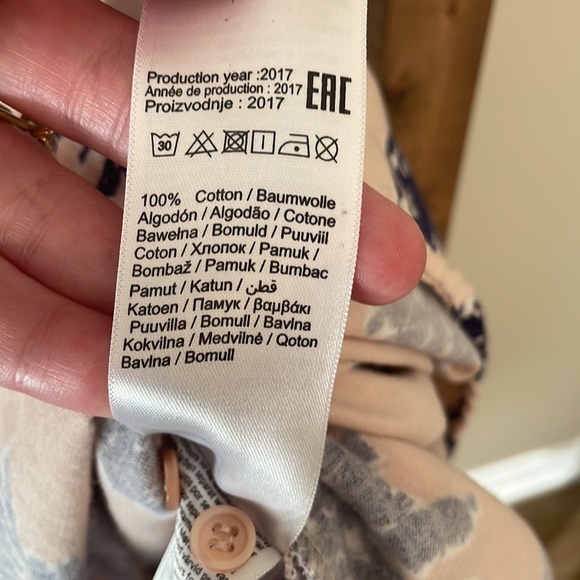 Production year :2017
Année de production : 2017
Proizvodnje : 2017
EAC
30
100% Cotton / Baumwolle
Algodón / Algodão / Cotone
Bawełna / Bomuld / Puuviil
Coton / Хлопок / Pamuk /
Bombaž / Pamuk / Bumbac
Pamut / Katun / قطن
Katoen / Памук / βαμβάκι
Puuvilla / Bomull / Bavlna
Kokvilna / Medvilnė / Qoton
Bavlna / Bomull